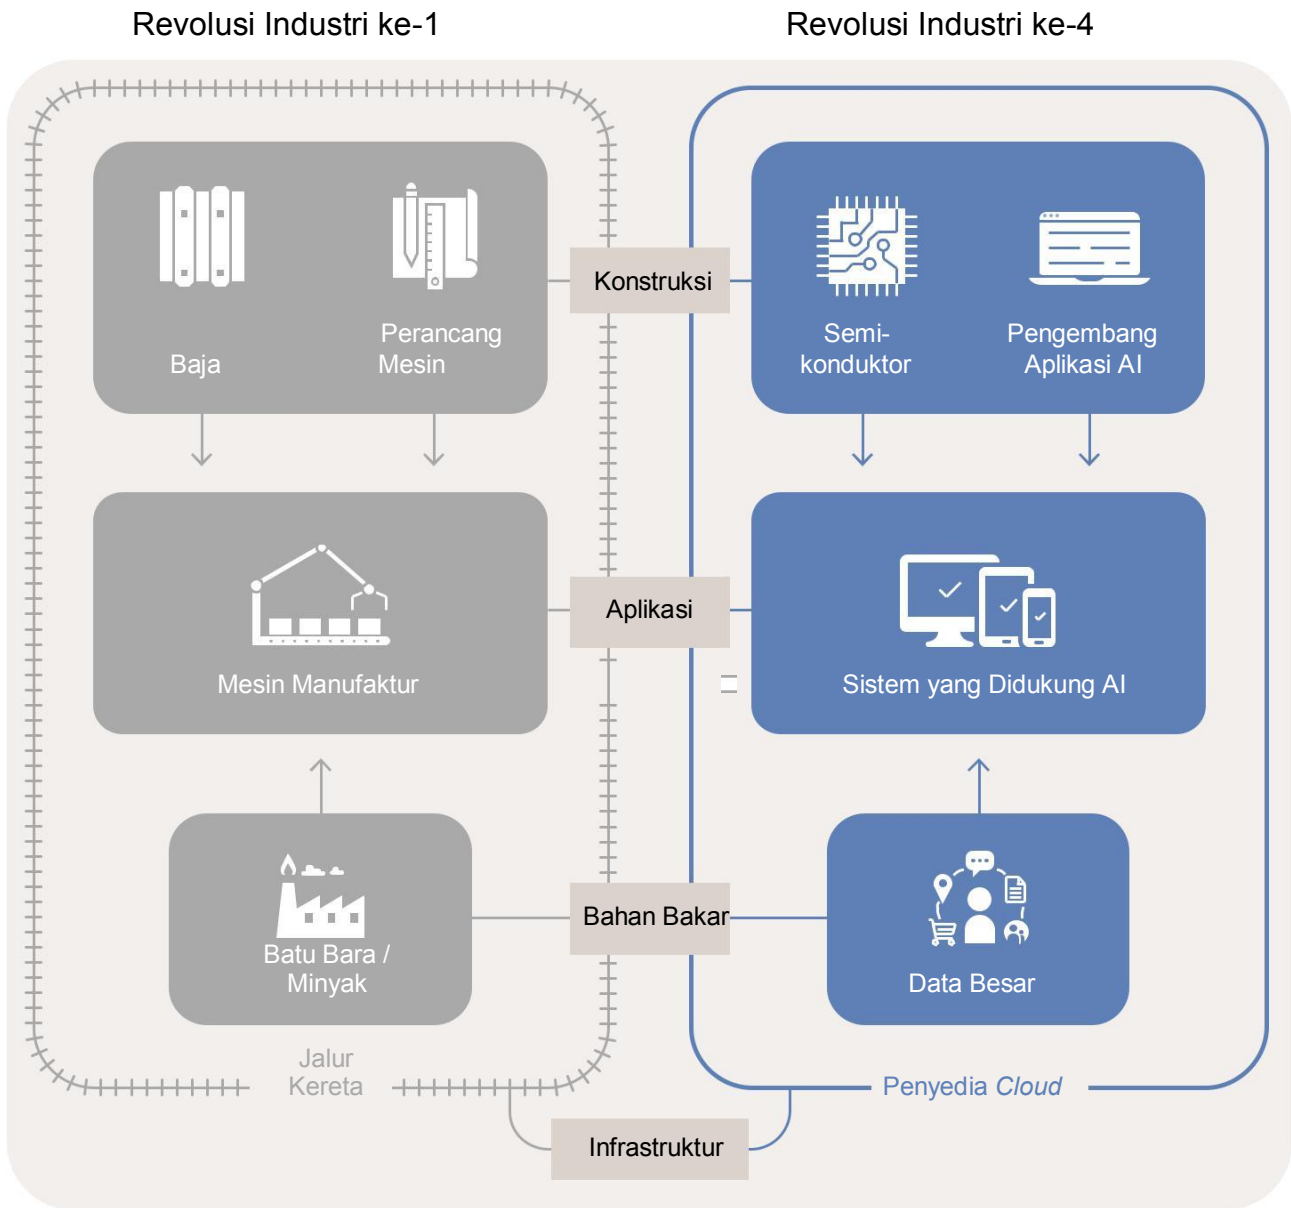 Revolusi Industri ke-1
Revolusi Industri ke-4
Baja
Perancang
Mesin
Konstruksi
Semi-
konduktor
Pengembang
Aplikasi AI
Mesin Manufaktur
Aplikasi
Sistem yang Didukung AI
Batu Bara /
Minyak
Bahan Bakar
Data Besar
Jalur
Kereta
Penyedia Cloud
Infrastruktur